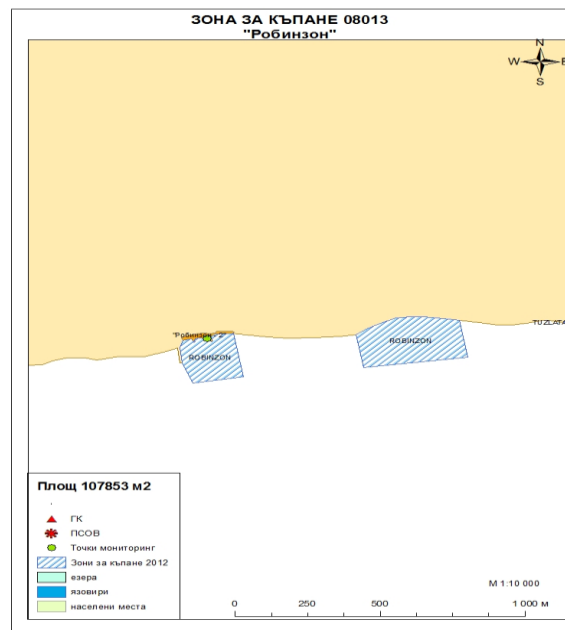 ЗОНА ЗА КЪПАНЕ 08013
"Робинзон"
N
W E
S
"Робинзон - 2"
TUZLATA
ROBINZON
ROBINZON
Площ 107853 м2
ГК
ПСОВ
Точки мониторинг
Зони за къпане 2012
езера
язовири
населени места
М 1:10 000
0 250 500 1 000 м